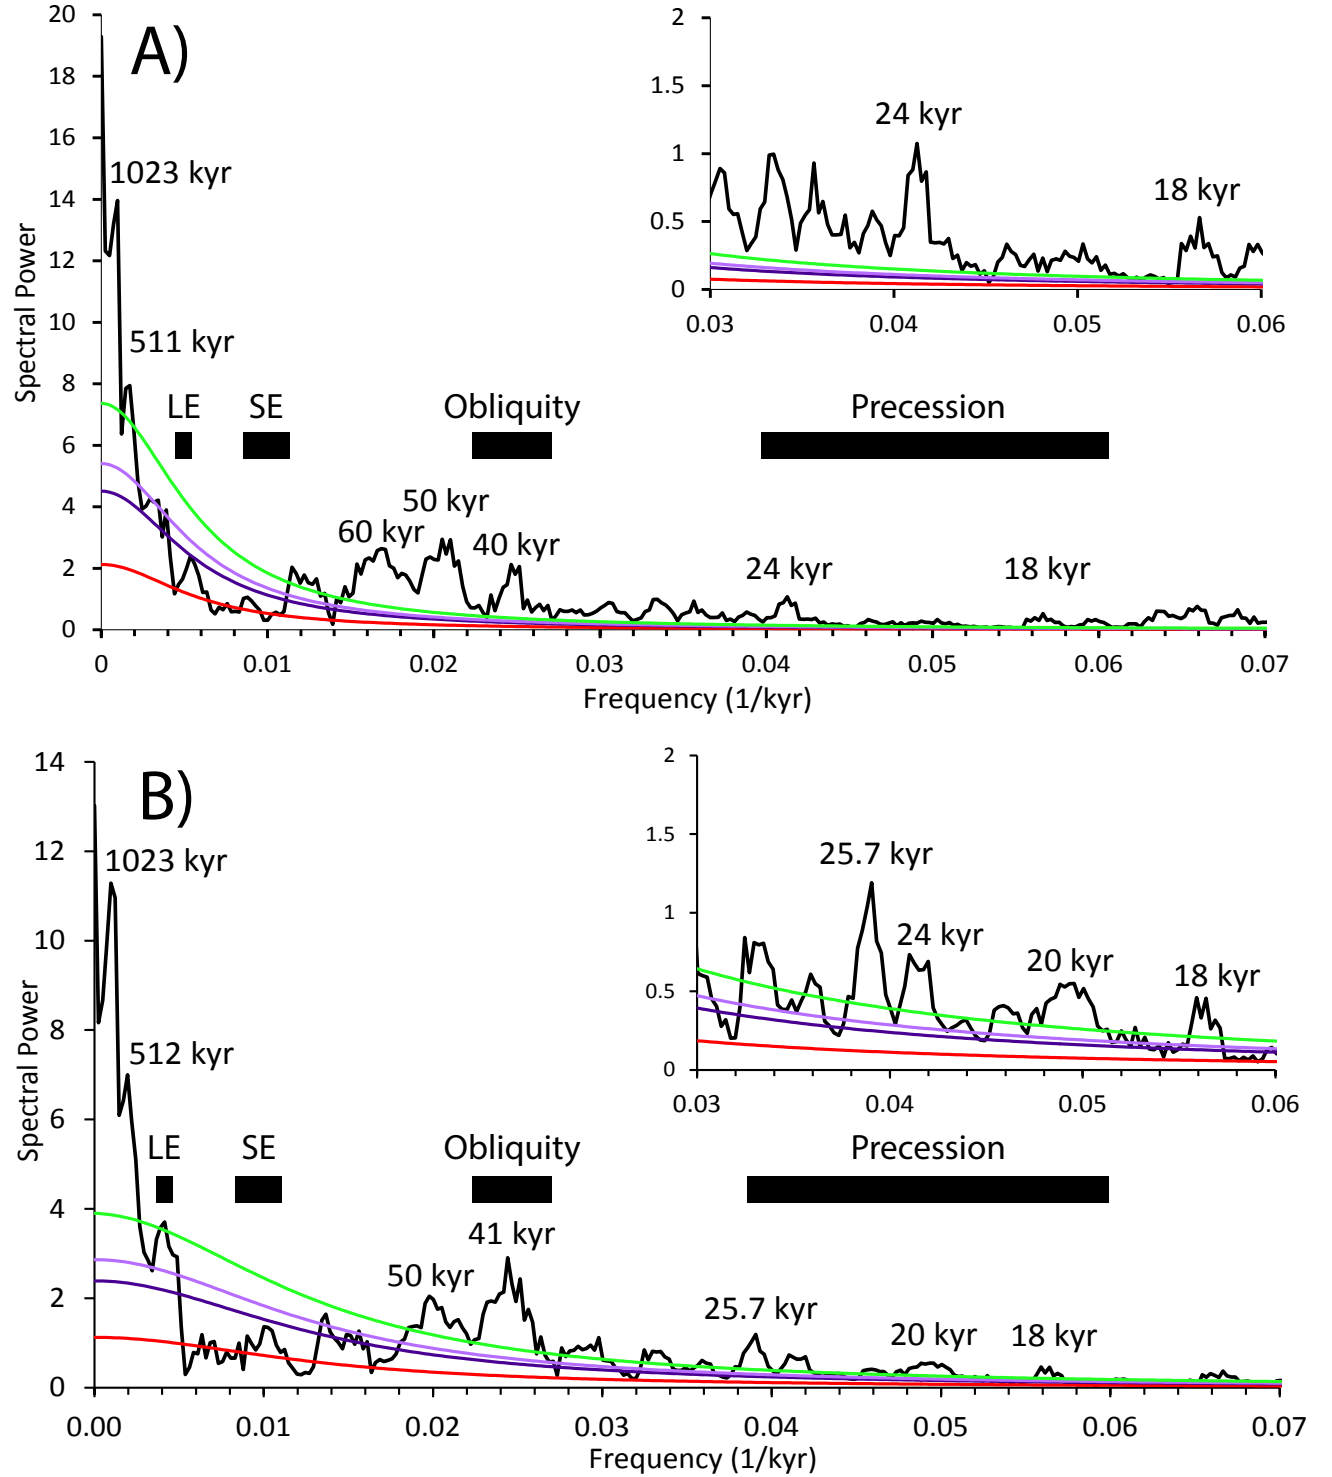 A)
Spectral Power
20
18
16
14
12
10
8
6
4
2
0
1023 kyr
511 kyr
LE
SE
Obliquity
Precession
60 kyr
50 kyr
40 kyr
24 kyr
18 kyr
0
0.01
0.02
0.03
0.04
0.05
0.06
0.07
Frequency (1/kyr)
2
1.5
1
0.5
0
24 kyr
18 kyr
0.03
0.04
0.05
0.06
B)
Spectral Power
14
12
10
8
6
4
2
0
1023 kyr
512 kyr
LE
SE
Obliquity
Precession
50 kyr
41 kyr
25.7 kyr
20 kyr
18 kyr
0.00
0.01
0.02
0.03
0.04
0.05
0.06
0.07
Frequency (1/kyr)
2
1.5
1
0.5
0
25.7 kyr
24 kyr
20 kyr
18 kyr
0.03
0.04
0.05
0.06